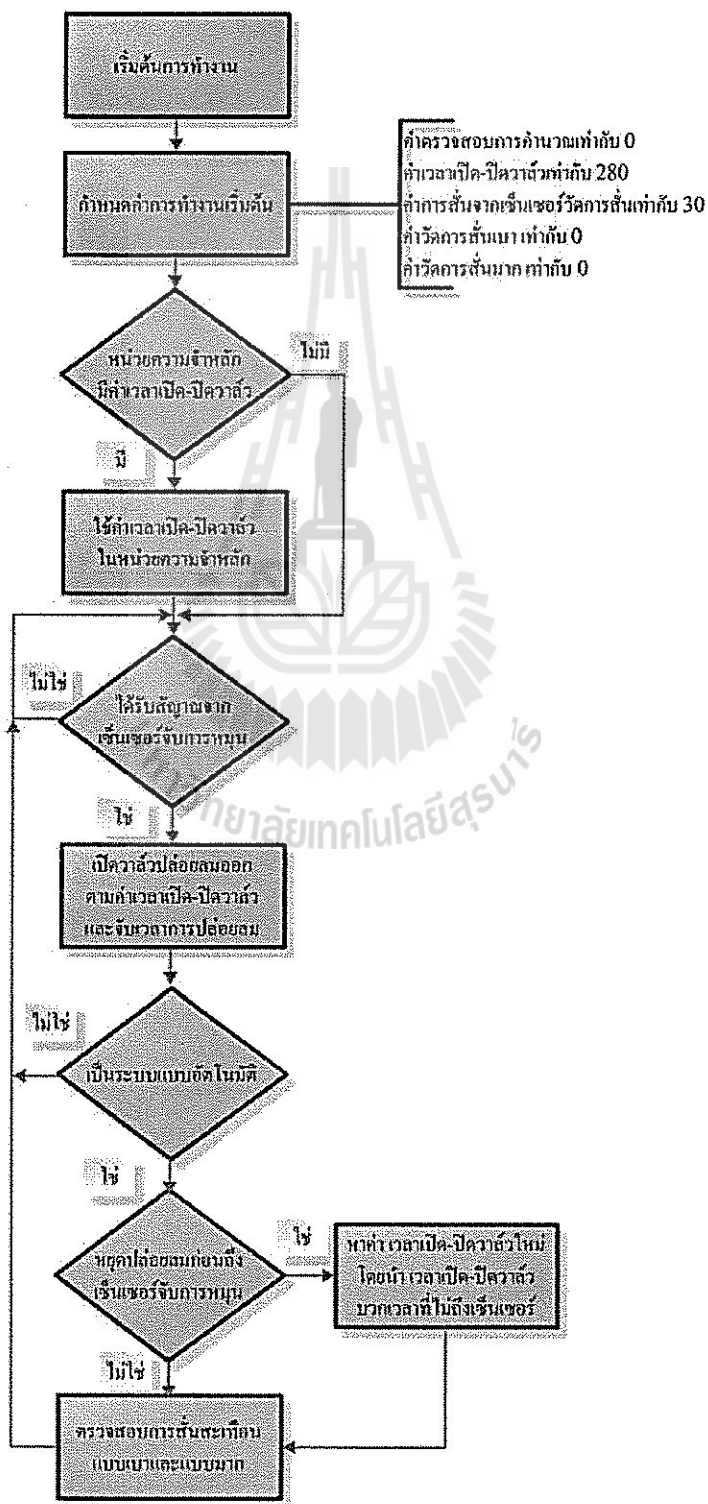 เริ่มต้นการทำงาน
กำหนดค่าการทำงานเริ่มต้น
ค่าตรวจสอบการคำนวณเท่ากับ 0
ค่าเวลาเปิด-ปิดวาล์วเท่ากับ 280
ค่าการสั่นจากเซ็นเซอร์วัดการสั่นเท่ากับ 30
ค่าวัดการสั่นเบา เท่ากับ 0
ค่าวัดการสั่นมาก เท่ากับ 0
หน่วยความจำหลัก
มีค่าเวลาเปิด-ปิดวาล์ว
ไม่มี
มี
ใช้ค่าเวลาเปิด-ปิดวาล์ว
ในหน่วยความจำหลัก
ไม่ใช่
ได้รับสัญาณจาก
เซ็นเซอร์จับการหมุน
ใช่
เปิดวาล์วปล่อยลมออก
ตามค่าเวลาเปิด-ปิดวาล์ว
และจับเวลาการปล่อยลม
ไม่ใช่
เป็นระบบแบบอัตโนมัติ
ใช่
หยุดปล่อยลมก่อนถึง
เซ็นเซอร์จับการหมุน
ใช่
หาค่า เวลาเปิด-ปิดวาล์วใหม่
โดยนำ เวลาเปิด-ปิดวาล์ว
บวกเวลาที่ไม่ถึงเซ็นเซอร์
ไม่ใช่
ตรวจสอบการสั่นสะเทือน
แบบเบาและแบบมาก
ยาลัยเทคโนโลยีสุรนารี